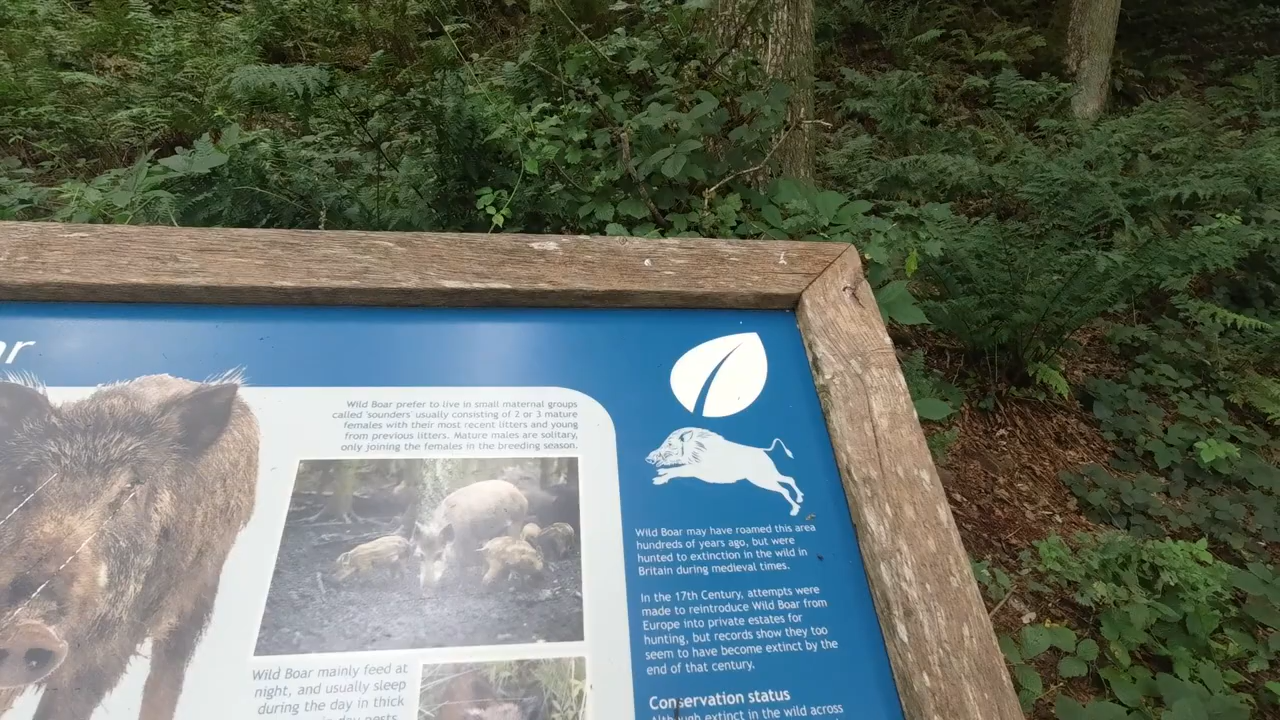 ar
Wild Boar prefer to live in small maternal groups
called 'sounders' usually consisting of 2 or 3 mature
females with their most recent litters and young
from previous litters. Mature males are solitary,
only joining the females in the breeding season.
Wild Boar mainly feed at
night, and usually sleep
during the day in thick
day nests
Wild Boar may have roamed this area
hundreds of years ago, but were
hunted to extinction in the wild in
Britain during medieval times.
In the 17th Century, attempts were
made to reintroduce Wild Boar from
Europe into private estates for
hunting, but records show they too
seem to have become extinct by the
end of that century.
Conservation status
Although extinct in the wild across